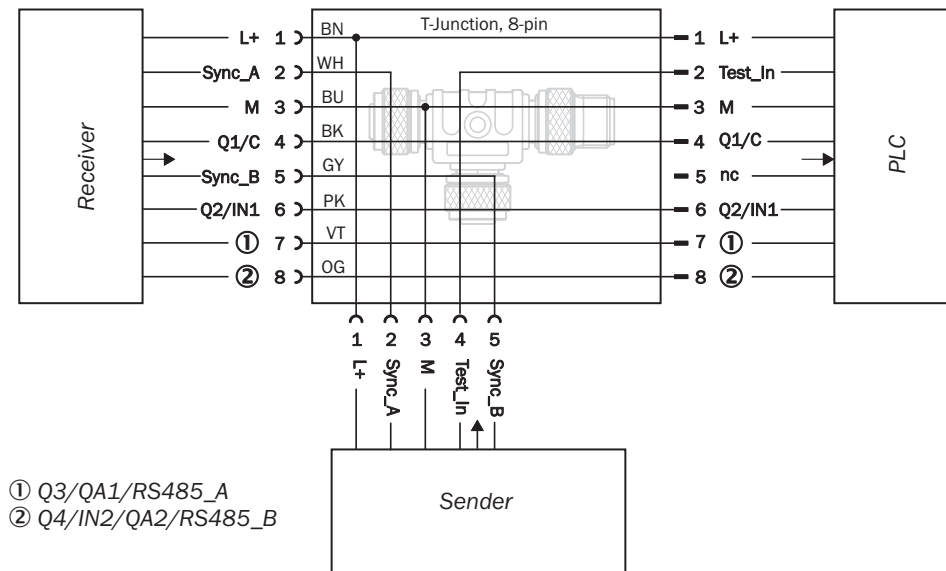 T-Junction, 8-pin
L+ 1 BN 1 L+
Sync_A 2 WH 2 Test_In
M 3 BU 3 M
Q1/C 4 BK 4 Q1/C
Sync_B 5 GY 5 nc
Q2/IN1 6 PK 6 Q2/IN1
① 7 VT 7 ①
② 8 OG 8 ②
Receiver
PLC
1 2 3 4 5
L+ Sync_A M Test_In Sync_B
Sender
① Q3/QA1/RS485_A
② Q4/IN2/QA2/RS485_B